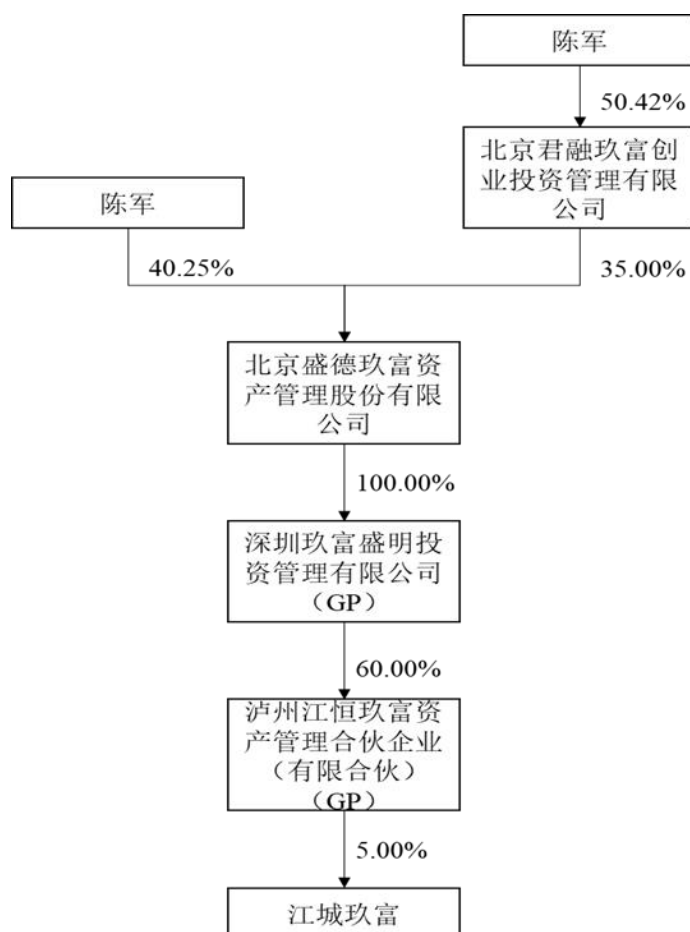 陈军
50.42%
北京君融玖富创
业投资管理有限
公司
陈军
40.25%
35.00%
北京盛德玖富资
产管理股份有限
公司
100.00%
深圳玖富盛明投
资管理有限公司
（GP）
60.00%
泸州江恒玖富资
产管理合伙企业
（有限合伙）
（GP）
5.00%
江城玖富